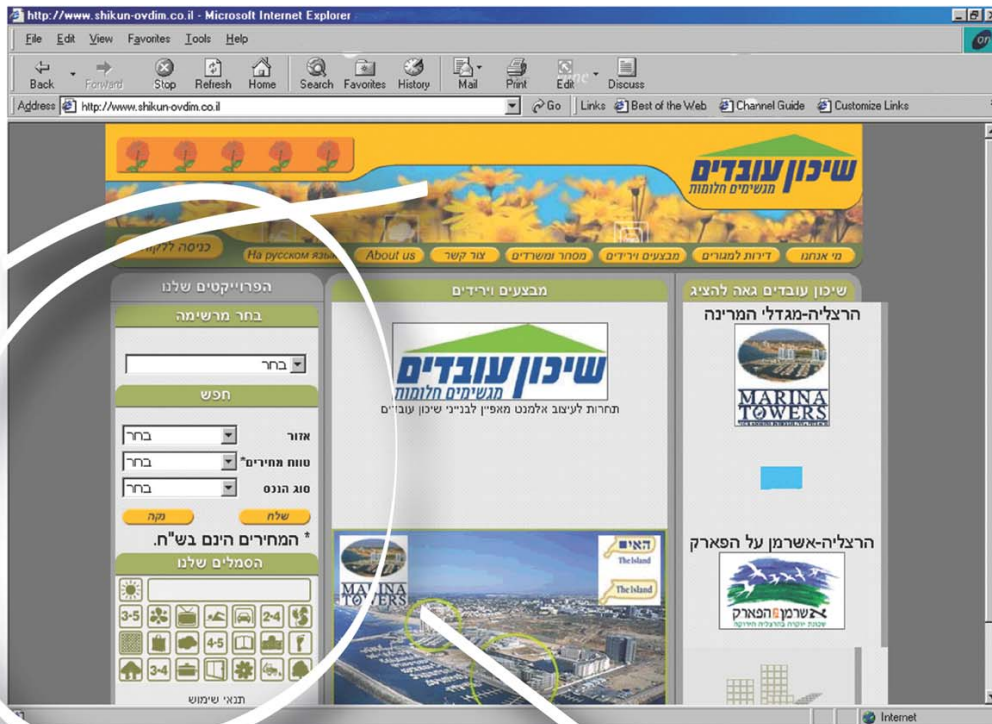 http://www.shikun-ovdim.co.il - Microsoft Internet Explorer
File Edit View Favorites Tools Help
Back Forward Stop Refresh Home Search Favorites History Mail Print Edit Discuss
Address http://www.shikun-ovdim.co.il Go Links Best of the Web Channel Guide Customize Links
שיכון עובדים
מגשימים חלומות
מי אנחנו דירות למגורים מבצעים וירידים מסחר ומשרדים צור קשר About us На русском כניסה
שיכון עובדים גאה להציג
הרצליה-מגדלי המרינה
MARINA
TOWERS
הרצליה-אשרמן על הפארק
אשרמן הפארק
שכונת יוקרה בהרצליה הירוקה
מבצעים וירידים
שיכון עובדים
מגשימים חלומות
תחרות לעיצוב אלמנט מאפיין לבנייני שיכון עובדים
האי
The Island
The Island
MARINA
TOWERS
הפרוייקטים שלנו
בחר מרשימה
בחר
חפש
אזור בחר
טווח מחירים* בחר
סוג הנכס בחר
שלח נקה
* המחירים הינם בש"ח.
הסמלים שלנו
3-5 2-4
4-5
3-4
תנאי שימוש
Internet